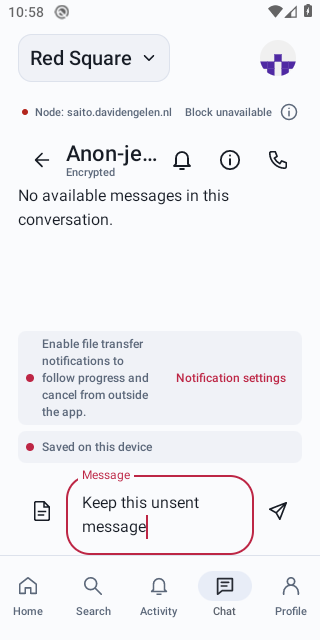 10:58
Red Square
Node: saito.davidengelen.nl Block unavailable
Anon-je...
Encrypted
No available messages in this
conversation.
Enable file transfer
notifications to
follow progress and
cancel from outside
the app.
Notification settings
Saved on this device
Message
Keep this unsent
message
Home Search Activity Chat Profile